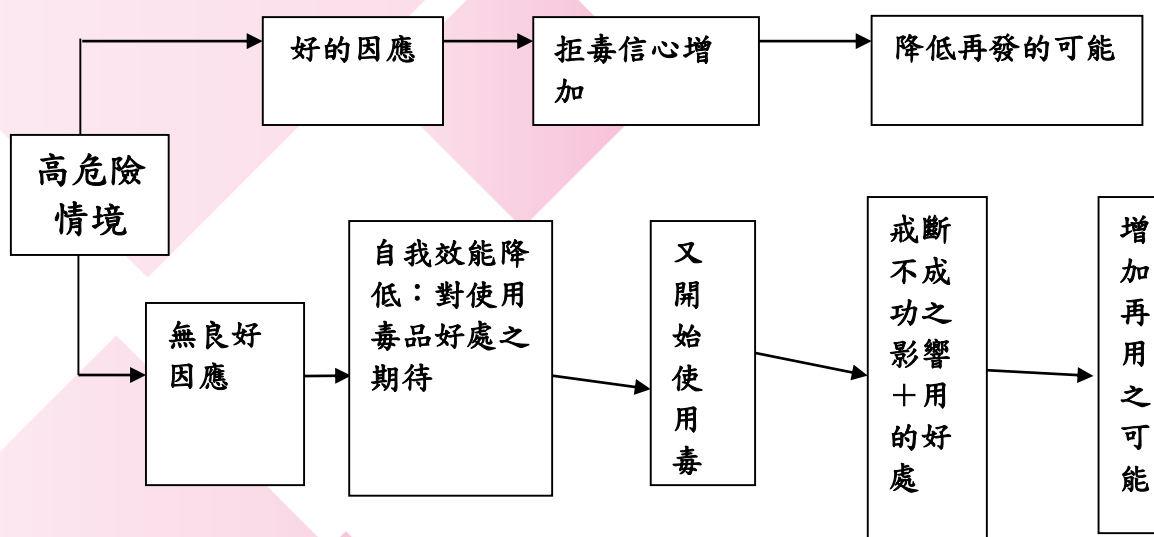 好的因應
拒毒信心增
加
降低再發的可能
高危險
情境
無良好
因應
自我效能降
低：對使用
毒品好處之
期待
又
開
始
使
用
毒
戒斷
不成
功之
影響
＋用
的好
處
增
加
再
用
之
可
能